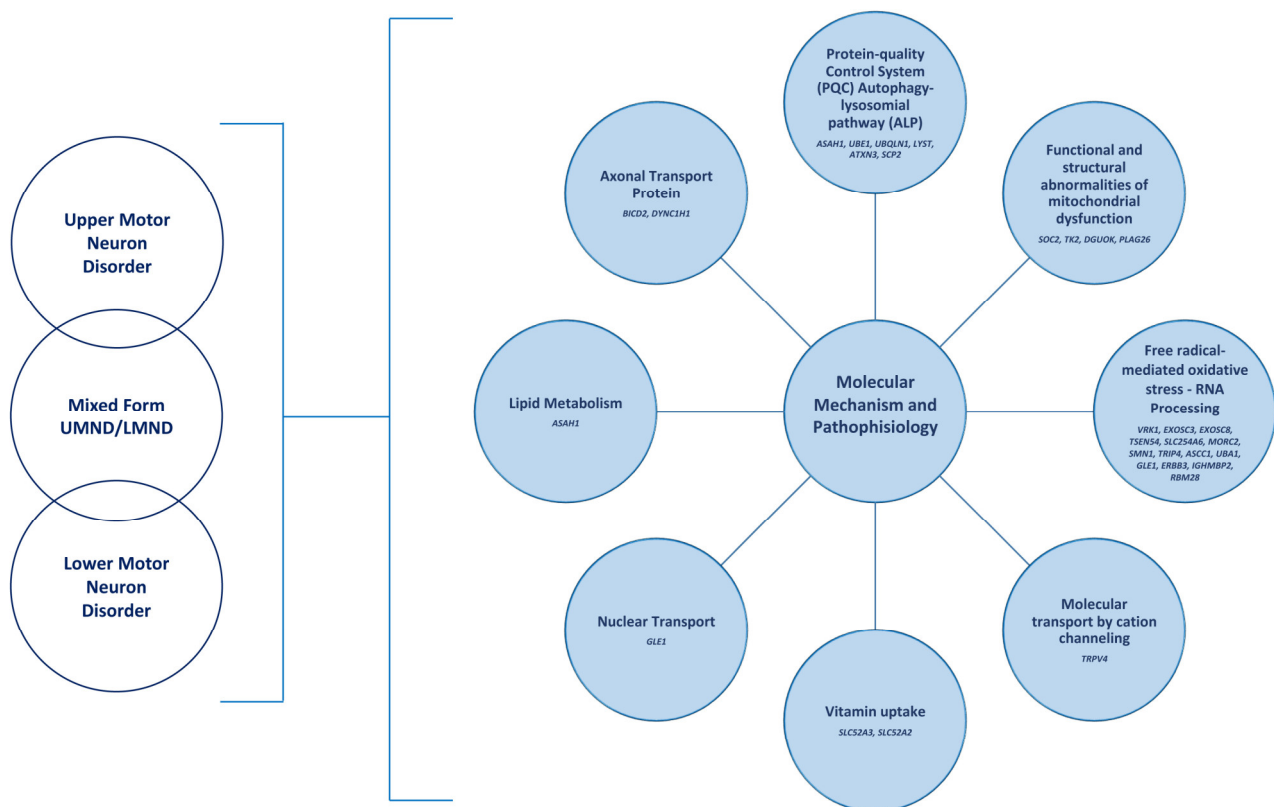 Upper Motor
Neuron
Disorder
Mixed Form
UMND/LMND
Lower Motor
Neuron
Disorder
Protein-quality
Control System
(PQC) Autophagy-
lysosomial
pathway (ALP)
ASAH1, UBE1, UBQLN1, LYST,
ATXN3, SCP2
Functional and
structural
abnormalities of
mitochondrial
dysfunction
SOC2, TK2, DGUOK, PLAG26
Free radical-
mediated oxidative
stress - RNA
Processing
VRK1, EXOSC3, EXOSC8,
TSEN54, SLC254A6, MORC2,
SMN1, TRIP4, ASCC1, UBA1,
GLE1, ERBB3, IGHMBP2,
RBM28
Molecular
transport by cation
channeling
TRPV4
Vitamin uptake
SLC52A3, SLC52A2
Nuclear Transport
GLE1
Lipid Metabolism
ASAH1
Axonal Transport
Protein
BICD2, DYNC1H1
Molecular
Mechanism and
Pathophisiology